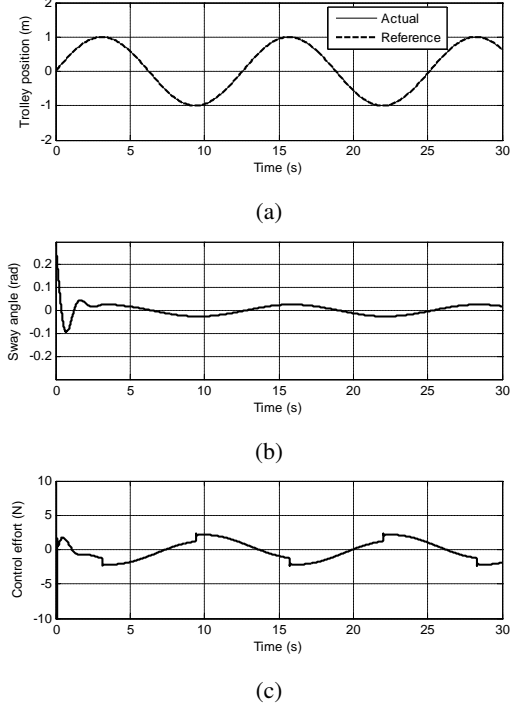 2
1
0
-1
-2
Trolley position (m)
Actual
Reference
0 5 10 15 20 25 30
Time (s)
(a)
0.2
0.1
0
-0.1
-0.2
Sway angle (rad)
0 5 10 15 20 25 30
Time (s)
(b)
10
5
0
-5
-10
Control effort (N)
0 5 10 15 20 25 30
Time (s)
(c)